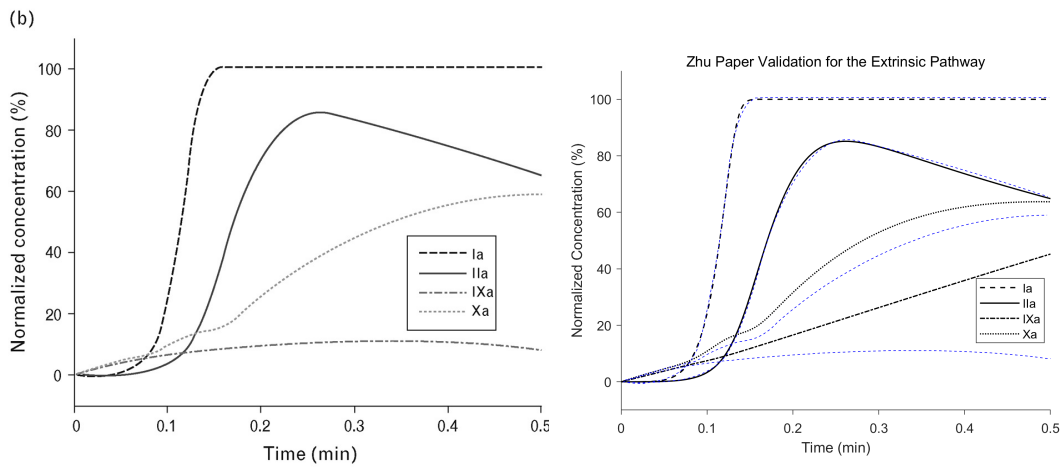 (b)
Normalized concentration (%)
100
80
60
40
20
0
0
0.1
0.2
0.3
0.4
0.5
Time (min)
Ia
IIa
IXa
Xa
Zhu Paper Validation for the Extrinsic Pathway
Normalized Concentration (%)
100
80
60
40
20
0
0
0.1
0.2
0.3
0.4
0.5
Time (min)
Ia
IIa
IXa
Xa